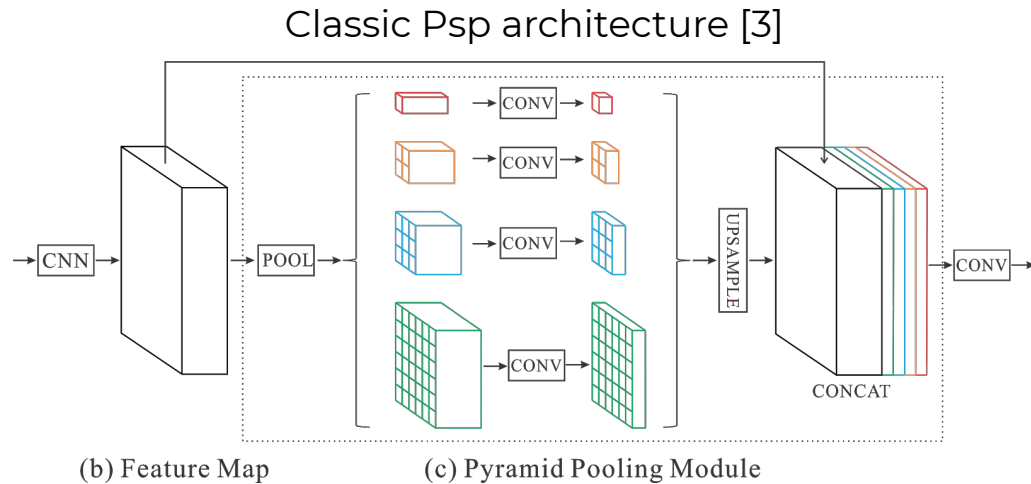 Classic Psp architecture [3]
CNN
POOL
CONV
CONV
CONV
CONV
UPSAMPLE
CONCAT
CONV
(b) Feature Map
(c) Pyramid Pooling Module